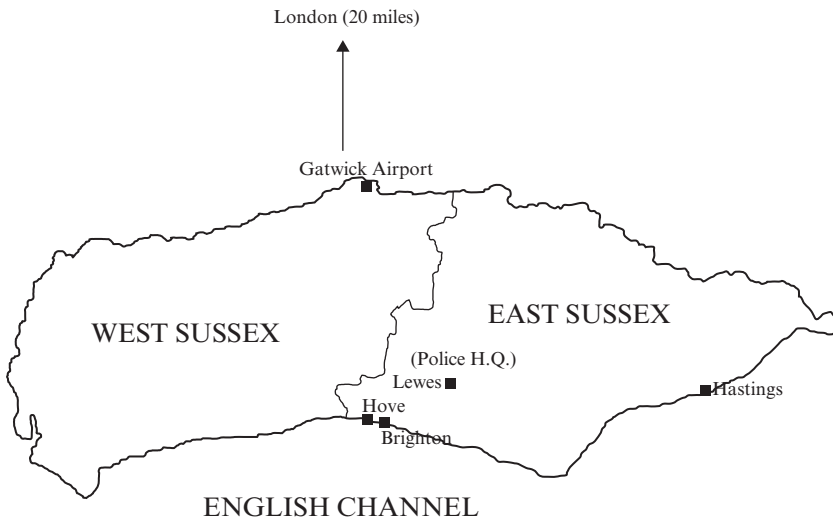 London (20 miles)
Gatwick Airport
WEST SUSSEX
EAST SUSSEX
(Police H.Q.)
Lewes
Hastings
Hove
Brighton
ENGLISH CHANNEL